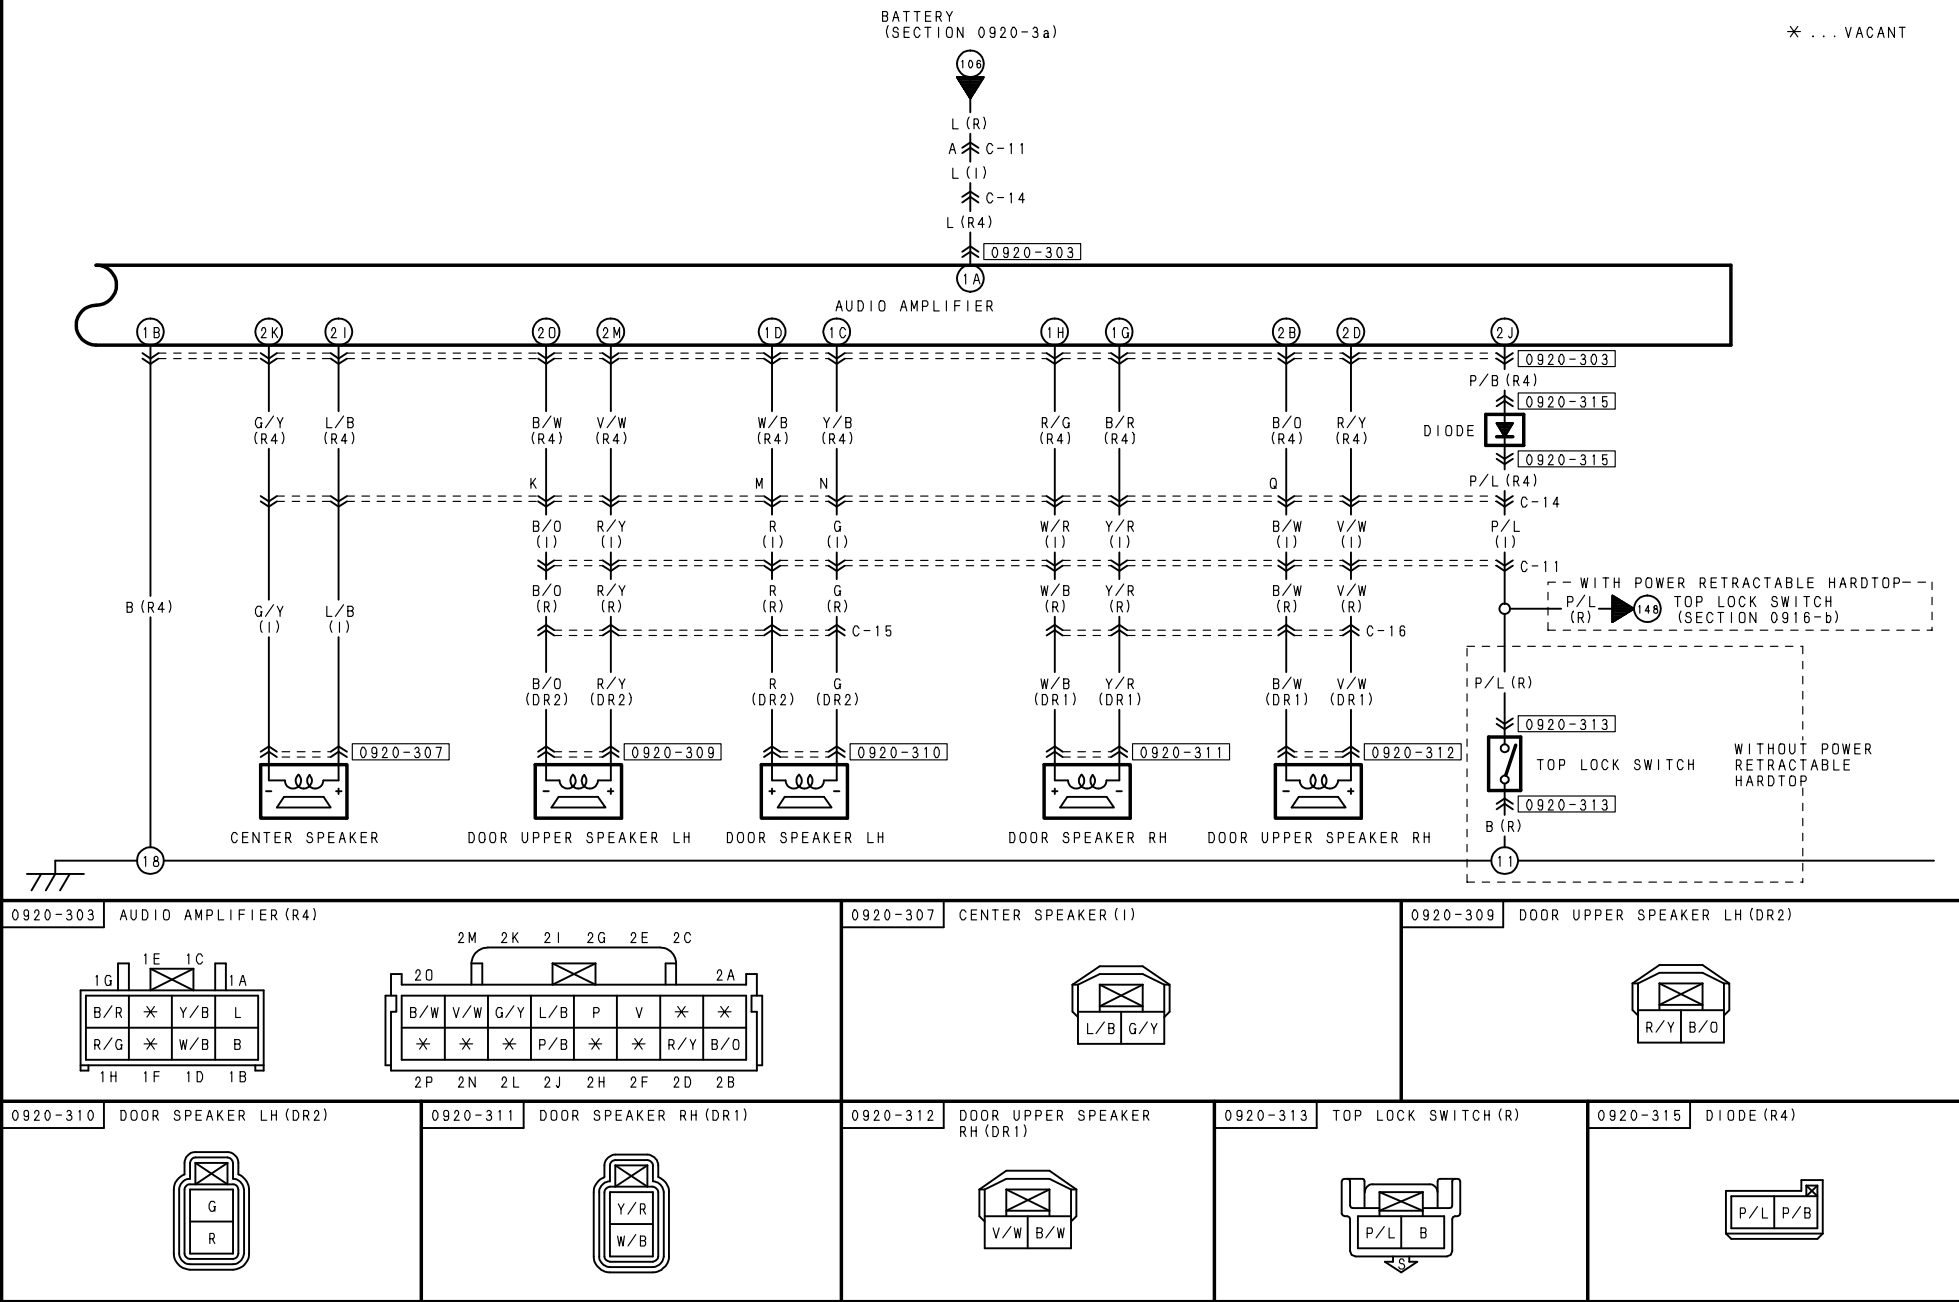 BATTERY
(SECTION 0920-3a)
✳ ... VACANT
106
L (R)
A C-11
L (I)
C-14
L (R4)
0920-303
1A
AUDIO AMPLIFIER
1B 2K 2I 2O 2M 1D 1C 1H 1G 2B 2D 2J
0920-303
P/B (R4)
0920-315
G/Y L/B B/W V/W W/B Y/B R/G B/R B/O R/Y
(R4) (R4) (R4) (R4) (R4) (R4) (R4) (R4) (R4) (R4)
DIODE
0920-315
P/L (R4)
K M N Q
C-14
B/O R/Y R G W/R Y/R B/W V/W P/L
(I) (I) (I) (I) (I) (I) (I) (I) (I)
C-11
WITH POWER RETRACTABLE HARDTOP
B (R4)
G/Y L/B B/O R/Y R G W/B Y/R B/W V/W
(I) (I) (R) (R) (R) (R) (R) (R) (R) (R)
P/L
(R)
148
TOP LOCK SWITCH
(SECTION 0916-b)
C-15
C-16
B/O R/Y R G W/B Y/R B/W V/W
(DR2) (DR2) (DR2) (DR2) (DR1) (DR1) (DR1) (DR1)
P/L (R)
0920-313
0920-307 0920-309 0920-310 0920-311 0920-312
- + - + + - + - - +
TOP LOCK SWITCH
WITHOUT POWER
RETRACTABLE
HARDTOP
0920-313
B (R)
CENTER SPEAKER
DOOR UPPER SPEAKER LH
DOOR SPEAKER LH
DOOR SPEAKER RH
DOOR UPPER SPEAKER RH
18 11
0920-303 AUDIO AMPLIFIER (R4)
1G 1E 1C 1A
B/R ✳ Y/B L
R/G ✳ W/B B
1H 1F 1D 1B
2O 2M 2K 2I 2G 2E 2C 2A
B/W V/W G/Y L/B P V ✳ ✳
✳ ✳ ✳ P/B ✳ ✳ R/Y B/O
2P 2N 2L 2J 2H 2F 2D 2B
0920-307 CENTER SPEAKER (I)
L/B G/Y
0920-309 DOOR UPPER SPEAKER LH (DR2)
R/Y B/O
0920-310 DOOR SPEAKER LH (DR2)
G
R
0920-311 DOOR SPEAKER RH (DR1)
Y/R
W/B
0920-312 DOOR UPPER SPEAKER
RH (DR1)
V/W B/W
0920-313 TOP LOCK SWITCH (R)
P/L B
S
0920-315 DIODE (R4)
P/L P/B